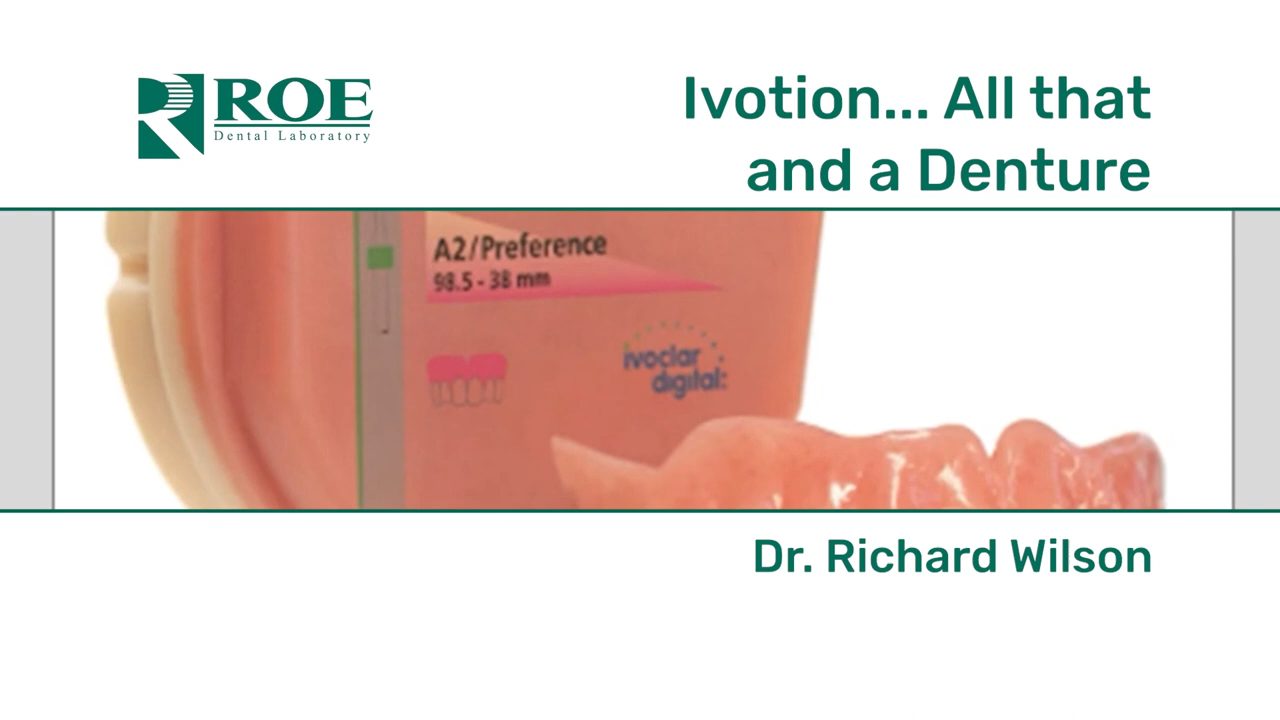 ROE
Dental Laboratory
Ivotion... All that
and a Denture
A2/Preference
98.5 - 38 mm
ivoclar
digital:
Dr. Richard Wilson